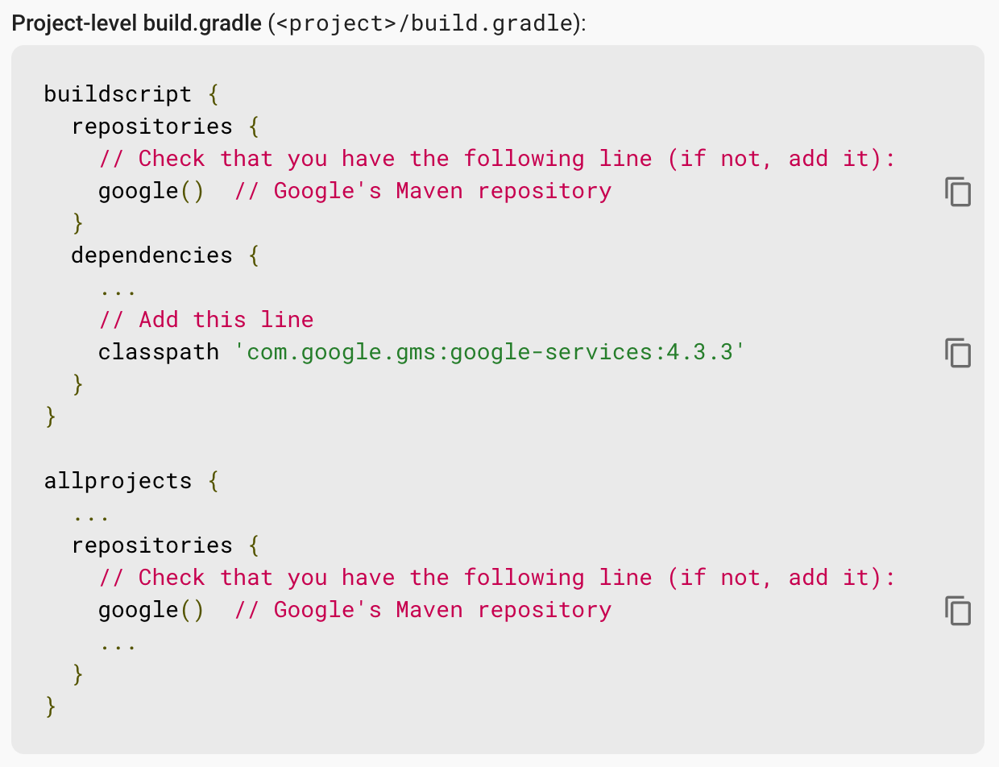 Project-level build.gradle (<project>/build.gradle):
buildscript {
  repositories {
    // Check that you have the following line (if not, add it):
    google()  // Google's Maven repository
  }
  dependencies {
    ...
    // Add this line
    classpath 'com.google.gms:google-services:4.3.3'
  }
}

allprojects {
  ...
  repositories {
    // Check that you have the following line (if not, add it):
    google()  // Google's Maven repository
    ...
  }
}